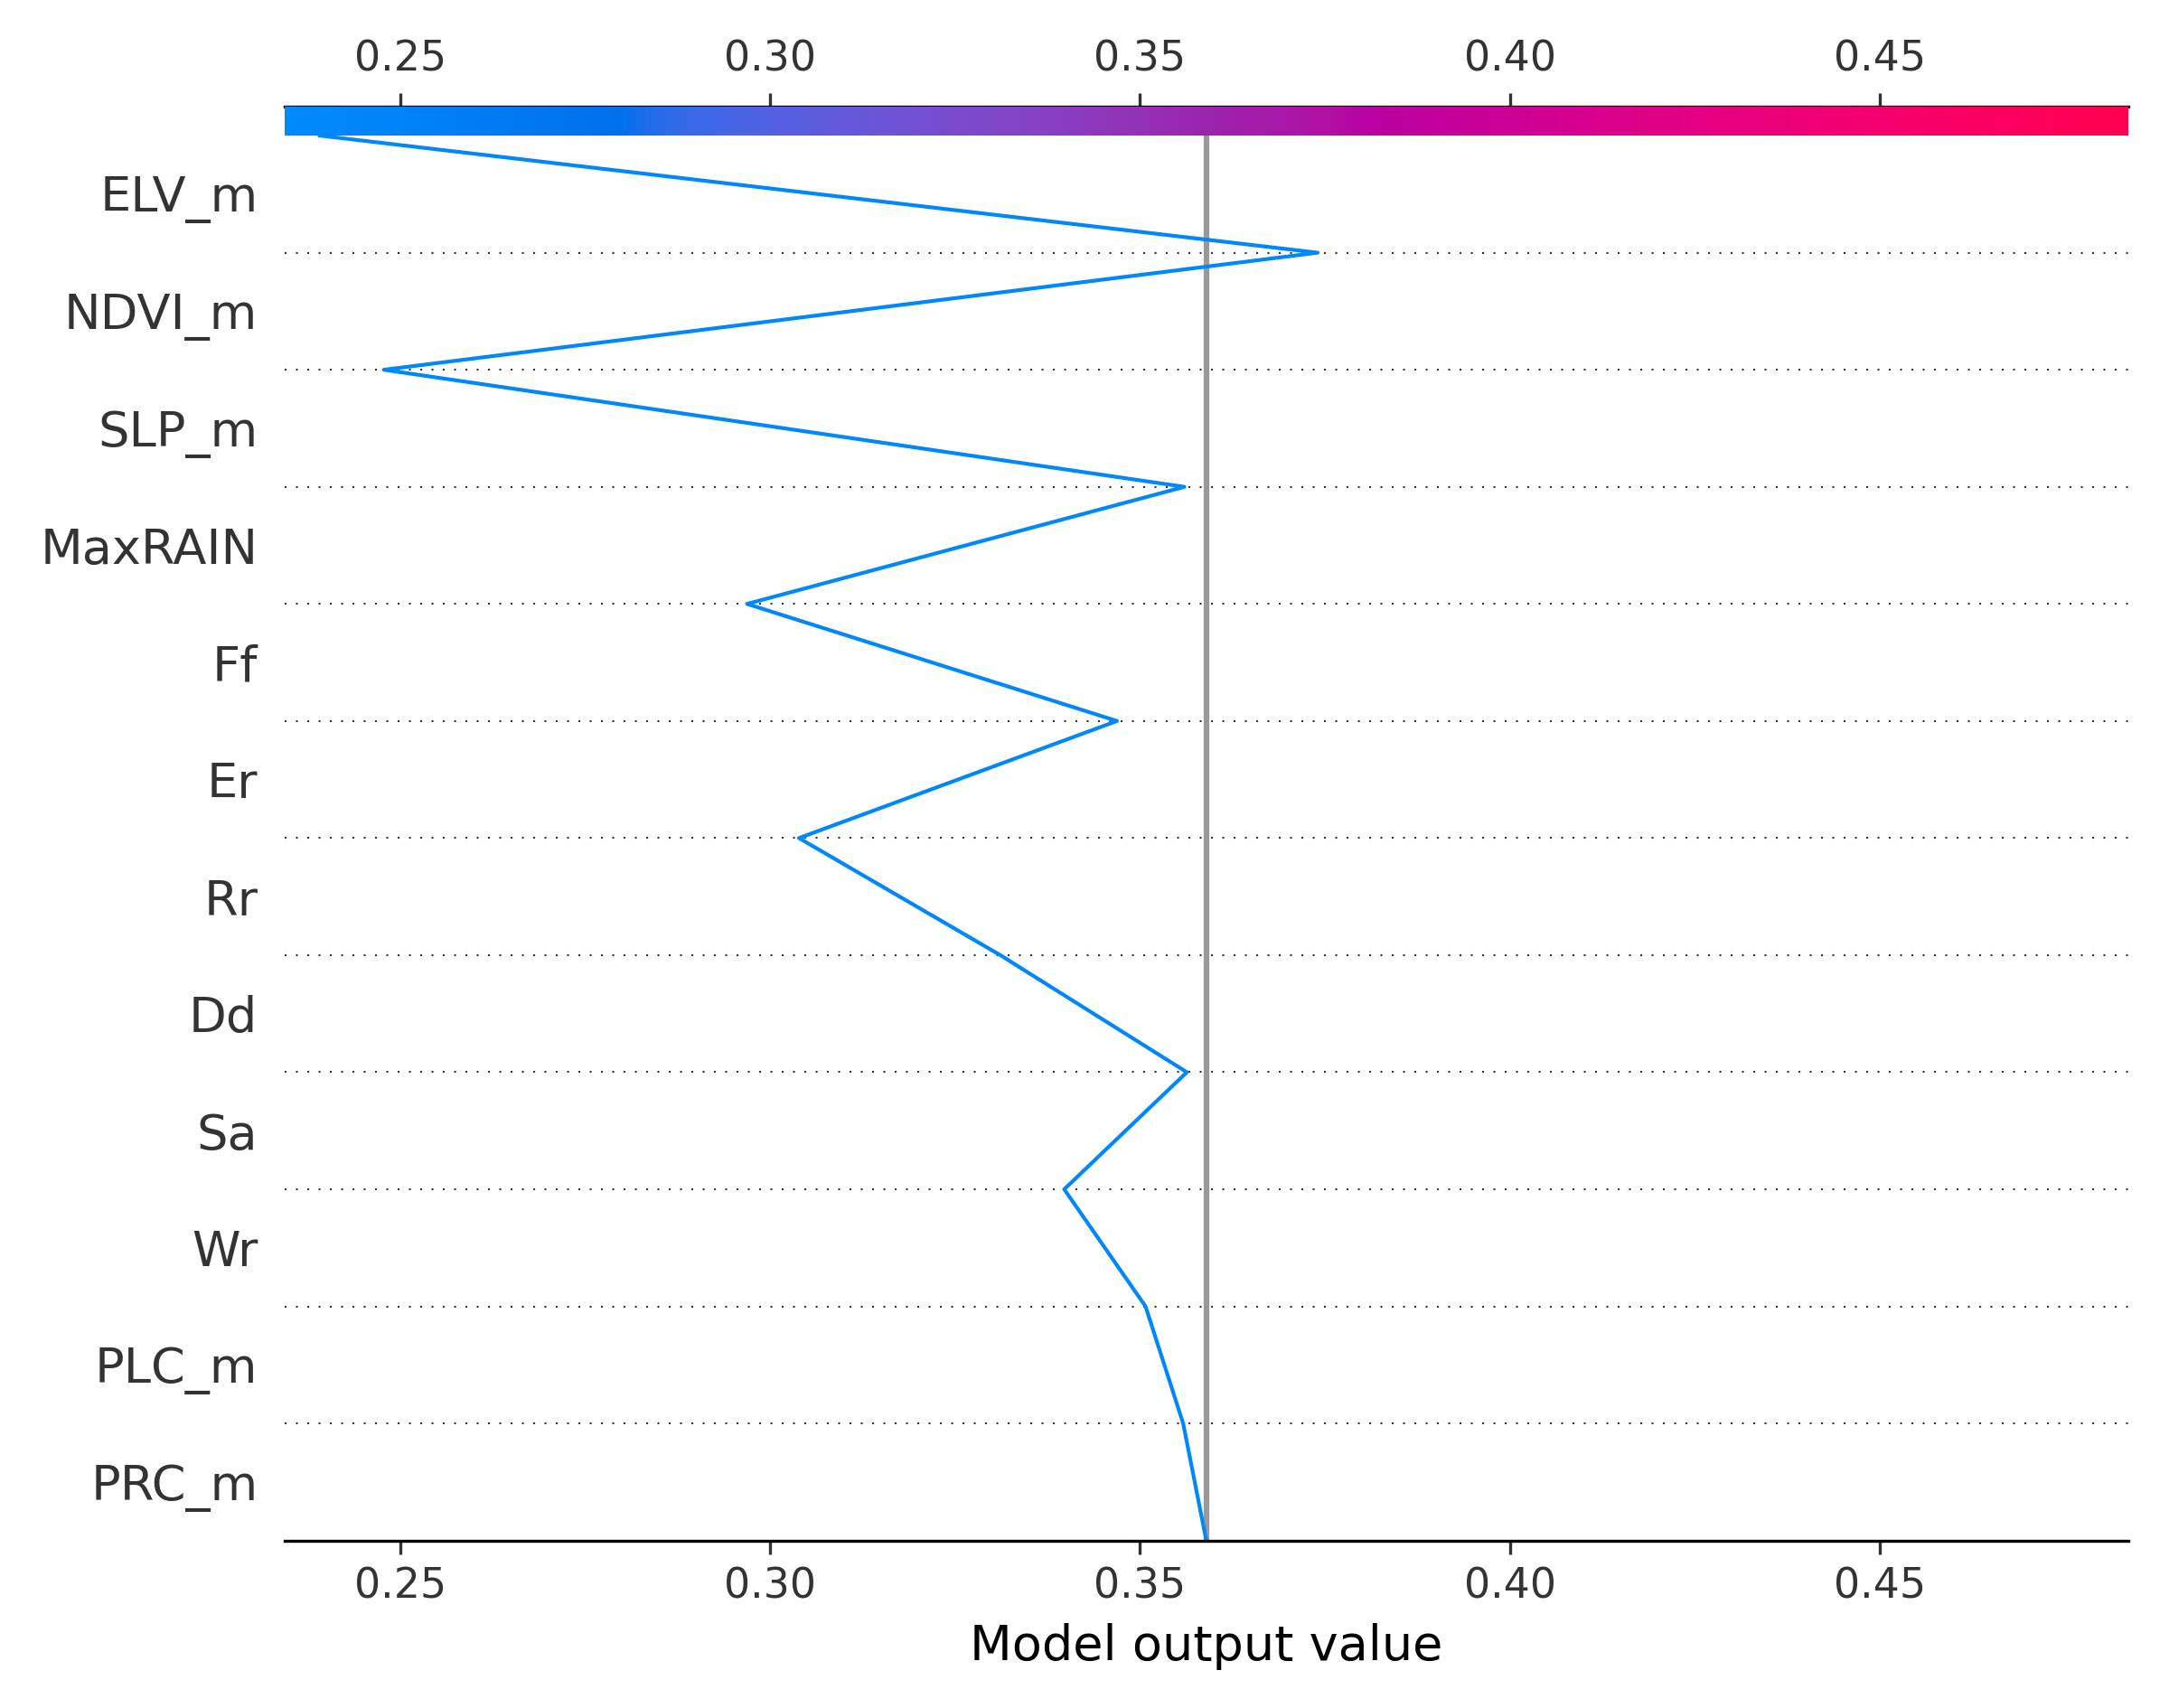 0.25 0.30 0.35 0.40 0.45
ELV_m
NDVI_m
SLP_m
MaxRAIN
Ff
Er
Rr
Dd
Sa
Wr
PLC_m
PRC_m
0.25 0.30 0.35 0.40 0.45
Model output value